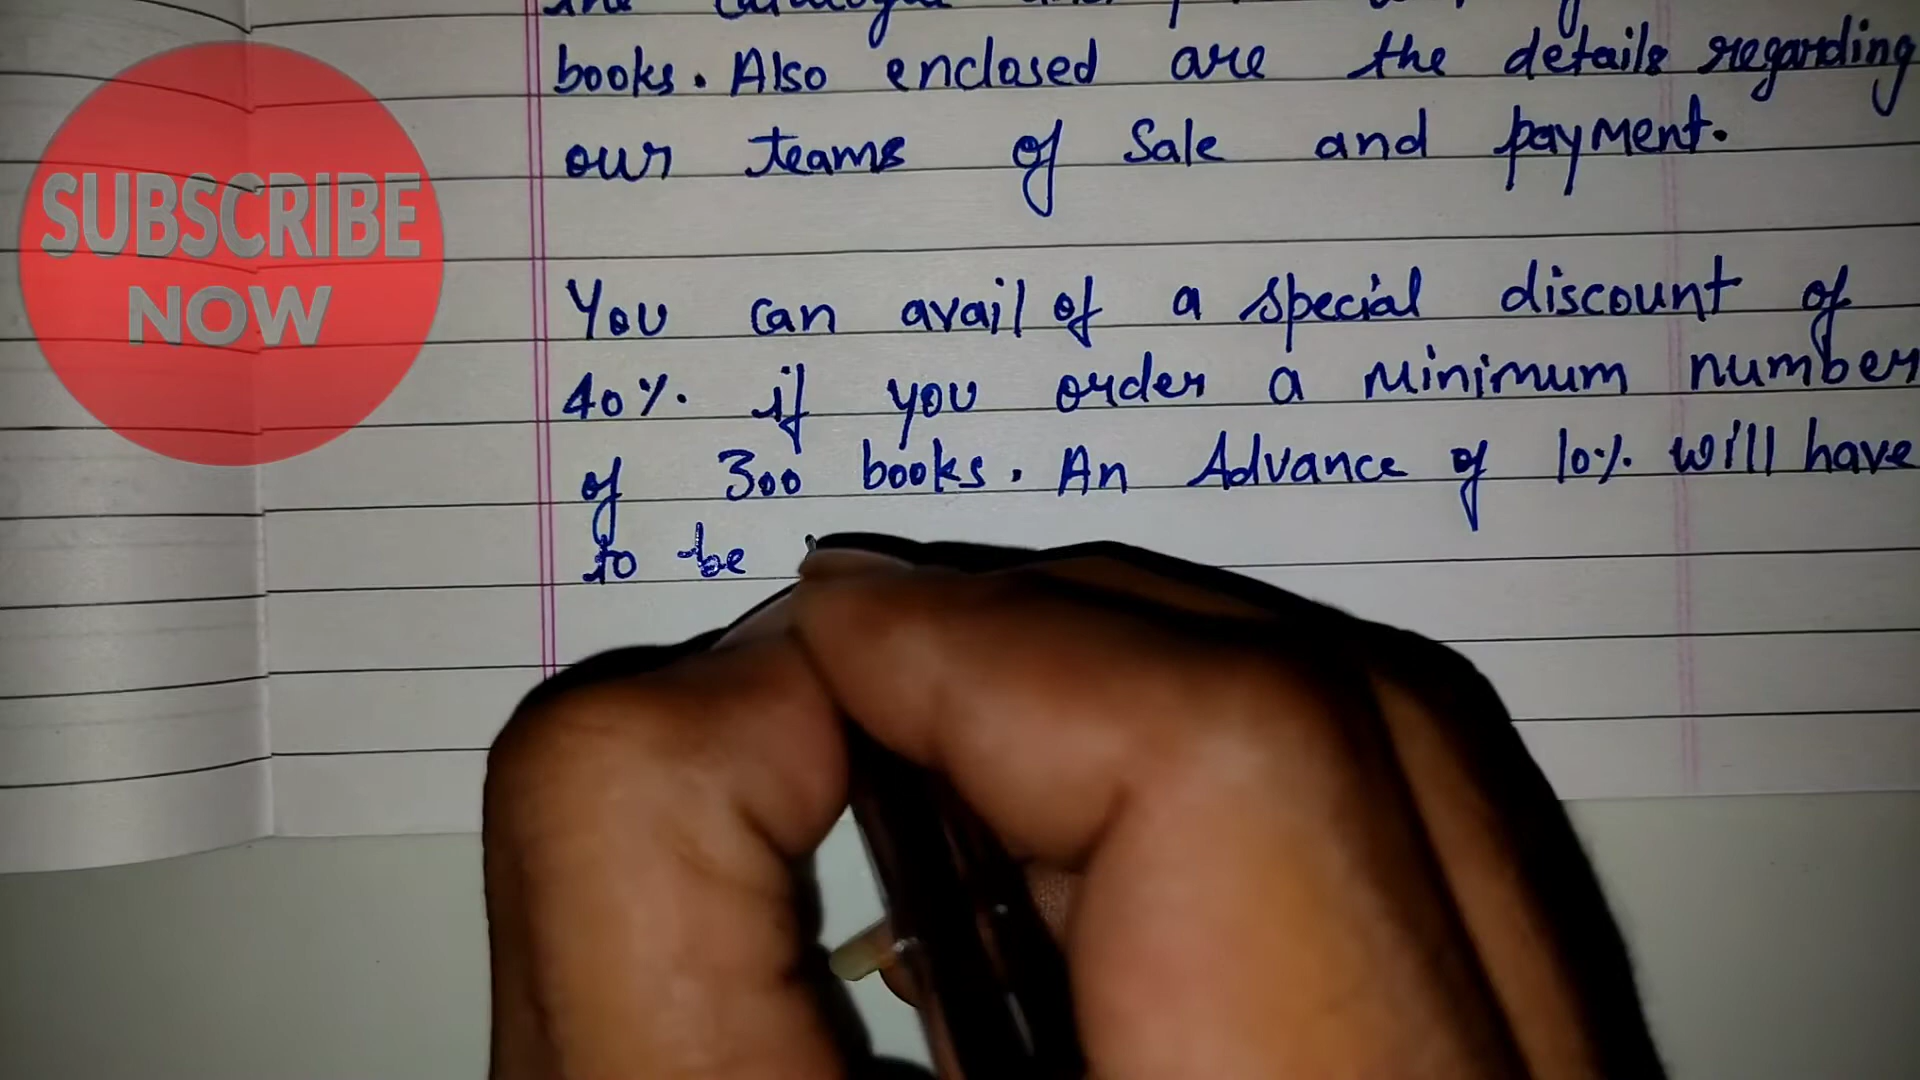 the catalogue
books. Also enclosed are the details regarding
our teams of Sale and payment.
You can avail of a special discount of
40%. if you order a minimum number
of 300 books. An Advance of 10% will have
to be
SUBSCRIBE
NOW